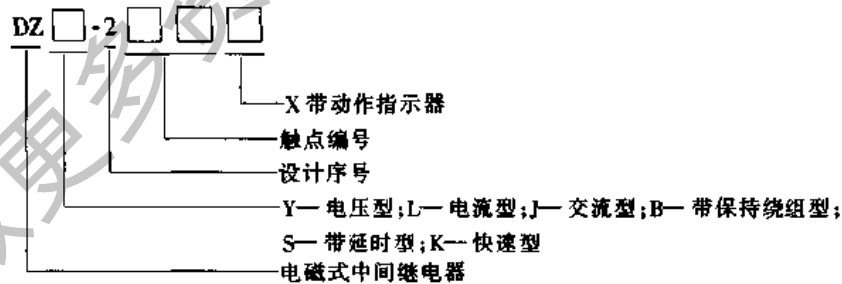 DZ□-2□□□
X 带动作指示器
触点编号
设计序号
Y—电压型;L—电流型;J—交流型;B—带保持绕组型;
S—带延时型;K—快速型
电磁式中间继电器
更多